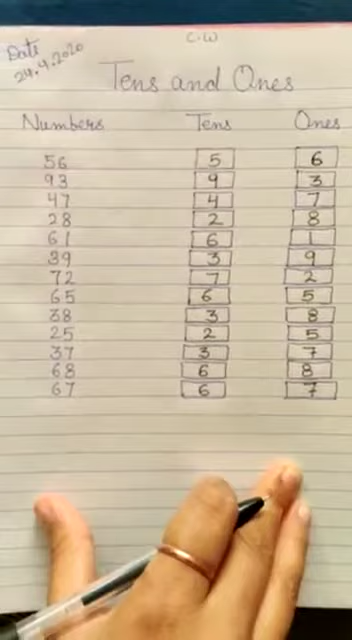 C.W
Date
24.4.2020
Tens and Ones
Numbers Tens Ones
56 5 6
93 9 3
47 4 7
28 2 8
61 6 1
39 3 9
72 7 2
65 6 5
38 3 8
25 2 5
37 3 7
68 6 8
67 6 7